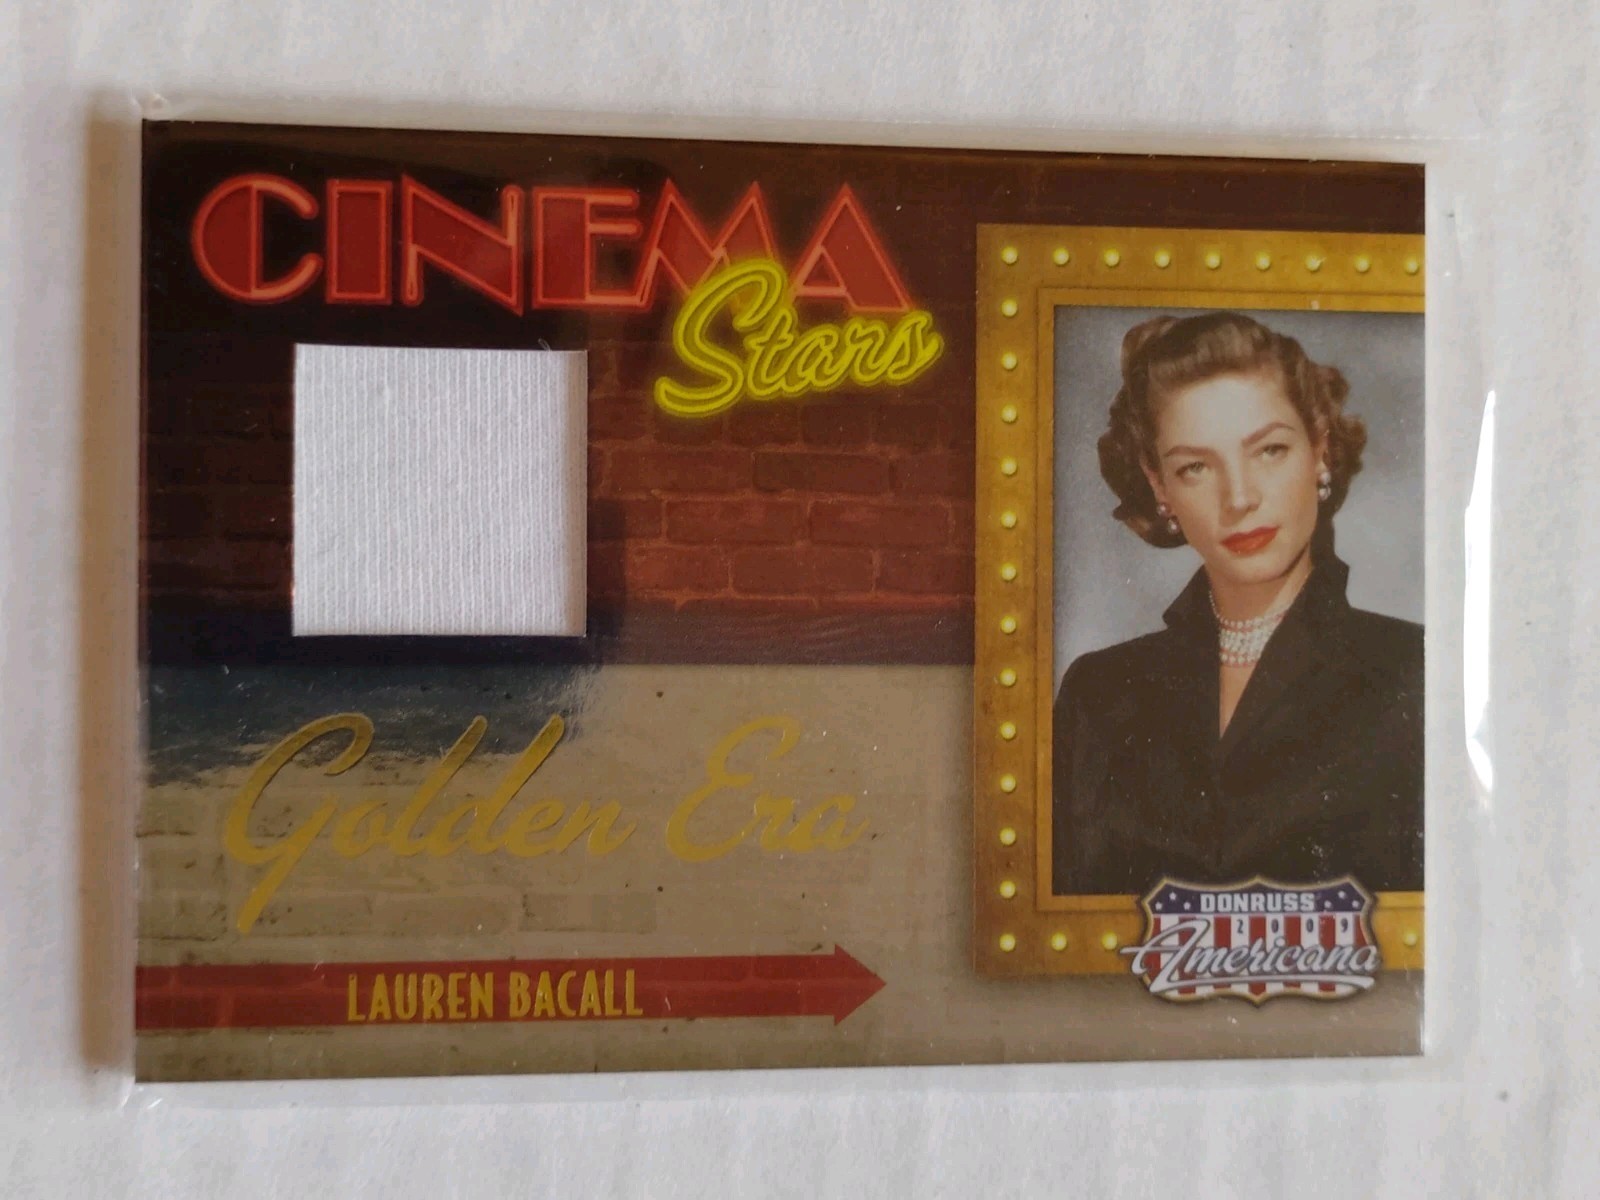 CINEMA
Stars
Golden Era
LAUREN BACALL
DONRUSS
2009
Americana